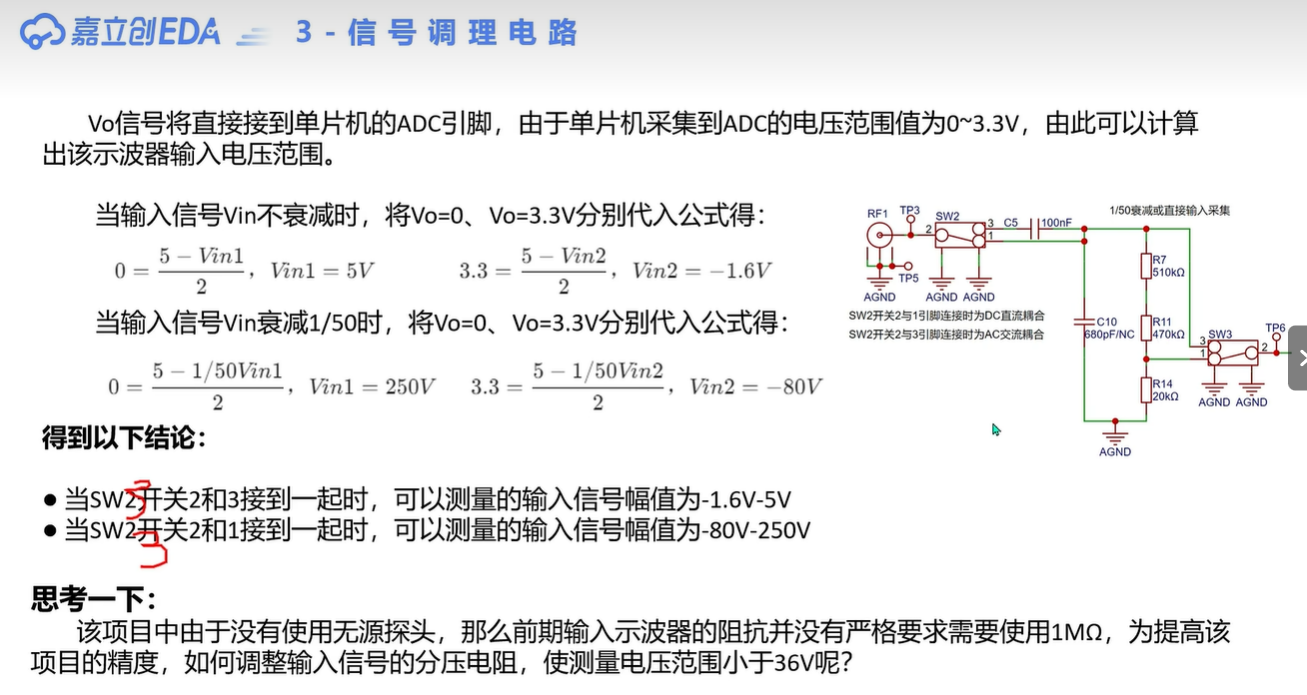 嘉立创EDA 3-信号调理电路
Vo信号将直接接到单片机的ADC引脚，由于单片机采集到ADC的电压范围值为0~3.3V，由此可以计算
出该示波器输入电压范围。
当输入信号Vin不衰减时，将Vo=0、Vo=3.3V分别代入公式得：
0 = (5 − Vin1)/2， Vin1 = 5V 3.3 = (5 − Vin2)/2， Vin2 = −1.6V
当输入信号Vin衰减1/50时，将Vo=0、Vo=3.3V分别代入公式得：
0 = (5 − 1/50Vin1)/2， Vin1 = 250V 3.3 = (5 − 1/50Vin2)/2， Vin2 = −80V
得到以下结论：
● 当SW2开关2和3接到一起时，可以测量的输入信号幅值为-1.6V-5V
● 当SW2开关2和1接到一起时，可以测量的输入信号幅值为-80V-250V
3
3
思考一下：
该项目中由于没有使用无源探头，那么前期输入示波器的阻抗并没有严格要求需要使用1MΩ，为提高该
项目的精度，如何调整输入信号的分压电阻，使测量电压范围小于36V呢？
1/50衰减或直接输入采集
RF1 TP3 SW2 3 C5 100nF
2 1
TP5
AGND AGND AGND
SW2开关2与1引脚连接时为DC直流耦合
SW2开关2与3引脚连接时为AC交流耦合
R7
510kΩ
C10 R11
680pF/NC 470kΩ SW3 TP6
3 2
1
R14
20kΩ AGND AGND
AGND